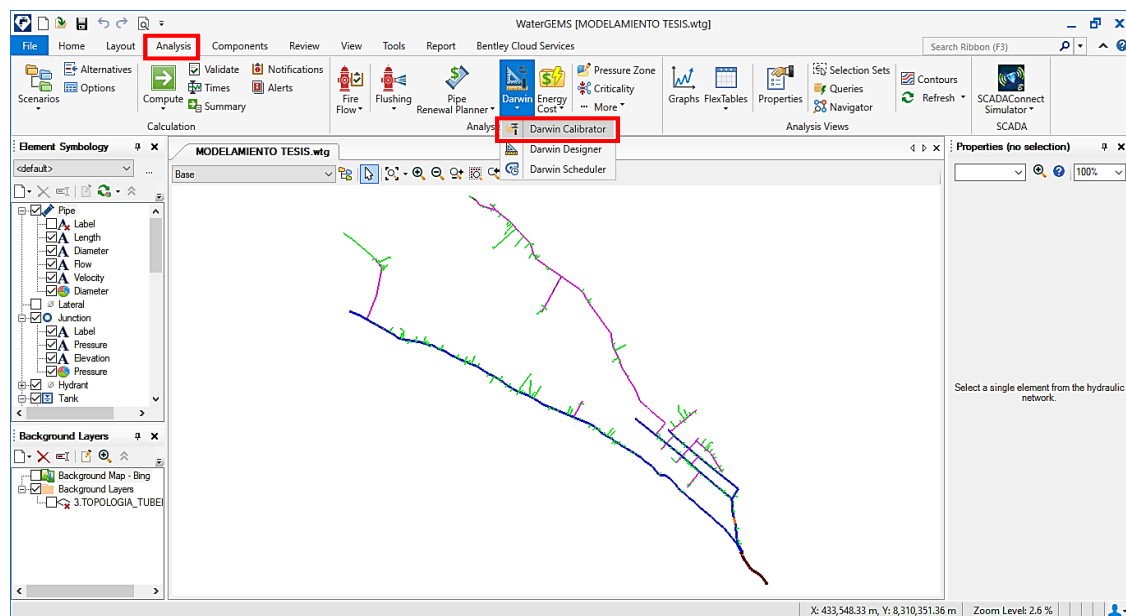 WaterGEMS [MODELAMIENTO TESIS.wtg]
File Home Layout Analysis Components Review View Tools Report Bentley Cloud Services Search Ribbon (F3)
Scenarios
Alternatives
Options
Compute
Validate
Times
Summary
Notifications
Alerts
Calculation
Fire Flow
Flushing
Pipe Renewal Planner
Darwin
Energy Cost
Pressure Zone
Criticality
More
Analys
Darwin Calibrator
Darwin Designer
Darwin Scheduler
Graphs
FlexTables
Properties
Selection Sets
Queries
Navigator
Contours
Refresh
Analysis Views
SCADAConnect Simulator
SCADA
Element Symbology
<default>
...
Pipe
Label
Length
Diameter
Flow
Velocity
Diameter
Lateral
Junction
Label
Pressure
Elevation
Pressure
Hydrant
Tank
Background Layers
Background Map - Bing
Background Layers
3.TOPOLOGIA_TUBE
MODELAMIENTO TESIS.wtg
Base
Properties (no selection)
100%
Select a single element from the hydraulic
network.
X: 433,548.33 m, Y: 8,310,351.36 m Zoom Level: 2.6 %